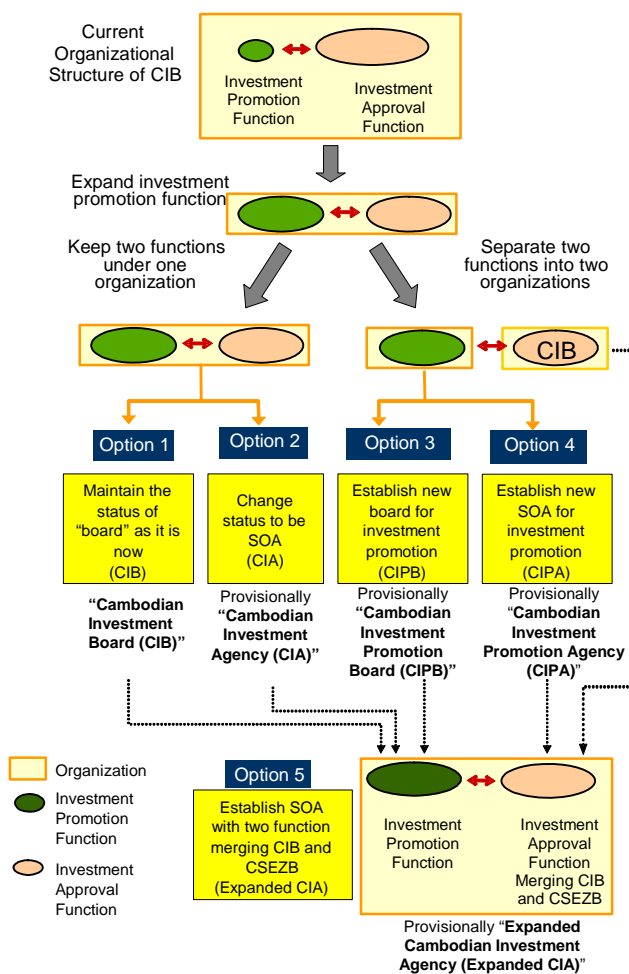 Current
Organizational
Structure of CIB
Investment
Promotion
Function
Investment
Approval
Function
Expand investment
promotion function
Keep two functions
under one
organization
Separate two
functions into two
organizations
CIB
Option 1
Option 2
Option 3
Option 4
Maintain the
status of
“board” as it is
now
(CIB)
Change
status to be
SOA
(CIA)
Establish new
board for
investment
promotion
(CIPB)
Establish new
SOA for
investment
promotion
(CIPA)
“Cambodian
Investment
Board (CIB)”
Provisionally
“Cambodian
Investment
Agency (CIA)”
Provisionally
“Cambodian
Investment
Promotion
Board (CIPB)”
Provisionally
“Cambodian
Investment
Promotion Agency
(CIPA)”
Organization
Investment
Promotion
Function
Investment
Approval
Function
Option 5
Establish SOA
with two function
merging CIB and
CSEZB
(Expanded CIA)
Investment
Promotion
Function
Investment
Approval
Function
Merging CIB
and CSEZB
Provisionally “Expanded
Cambodian Investment
Agency (Expanded CIA)”